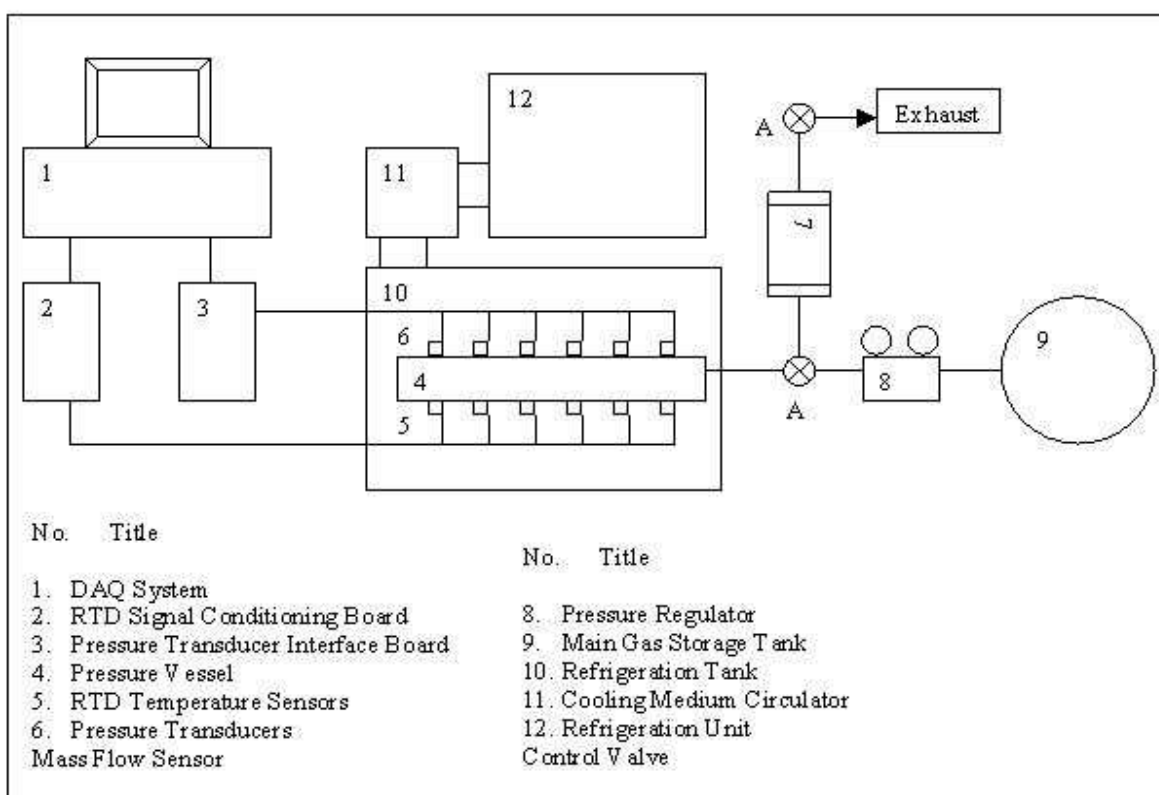 1
12
11
A
Exhaust
7
2
3
10
6
4
5
A
8
9
No. Title
1. DAQ System
2. RTD Signal Conditioning Board
3. Pressure Transducer Interface Board
4. Pressure Vessel
5. RTD Temperature Sensors
6. Pressure Transducers
Mass Flow Sensor
No. Title
8. Pressure Regulator
9. Main Gas Storage Tank
10. Refrigeration Tank
11. Cooling Medium Circulator
12. Refrigeration Unit
Control Valve